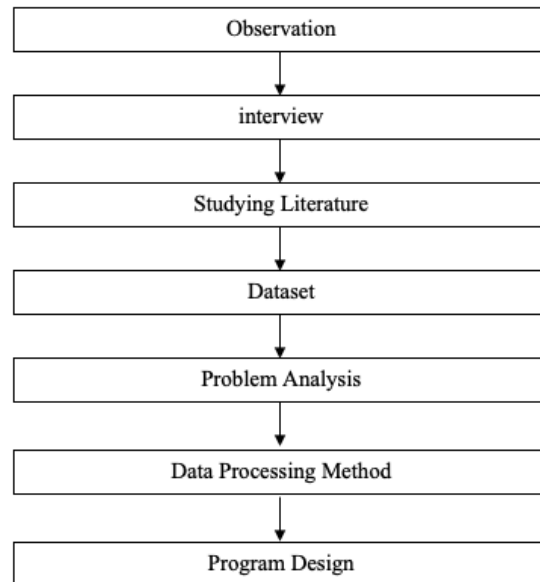 Observation
interview
Studying Literature
Dataset
Problem Analysis
Data Processing Method
Program Design